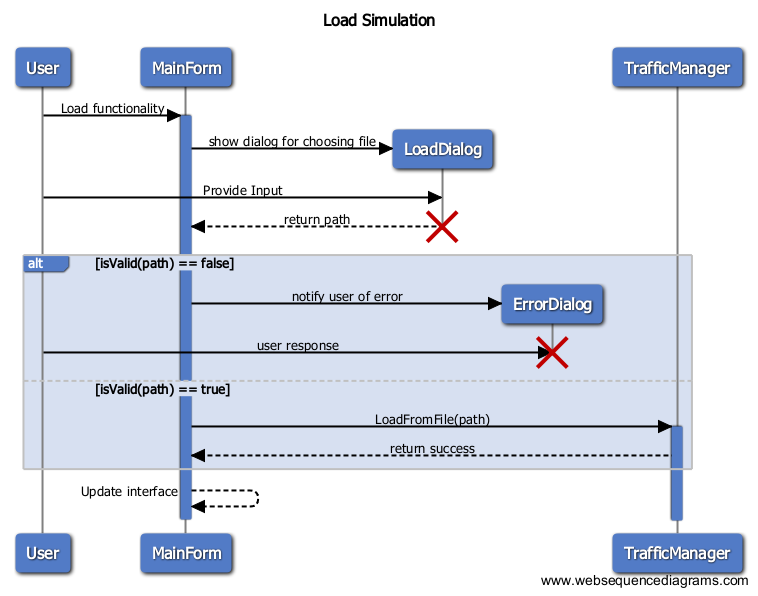 Load Simulation
User
MainForm
TrafficManager
Load functionality
show dialog for choosing file
LoadDialog
Provide Input
return path
alt
[isValid(path) == false]
notify user of error
ErrorDialog
user response
[isValid(path) == true]
LoadFromFile(path)
return success
Update interface
User
MainForm
TrafficManager
www.websequencediagrams.com